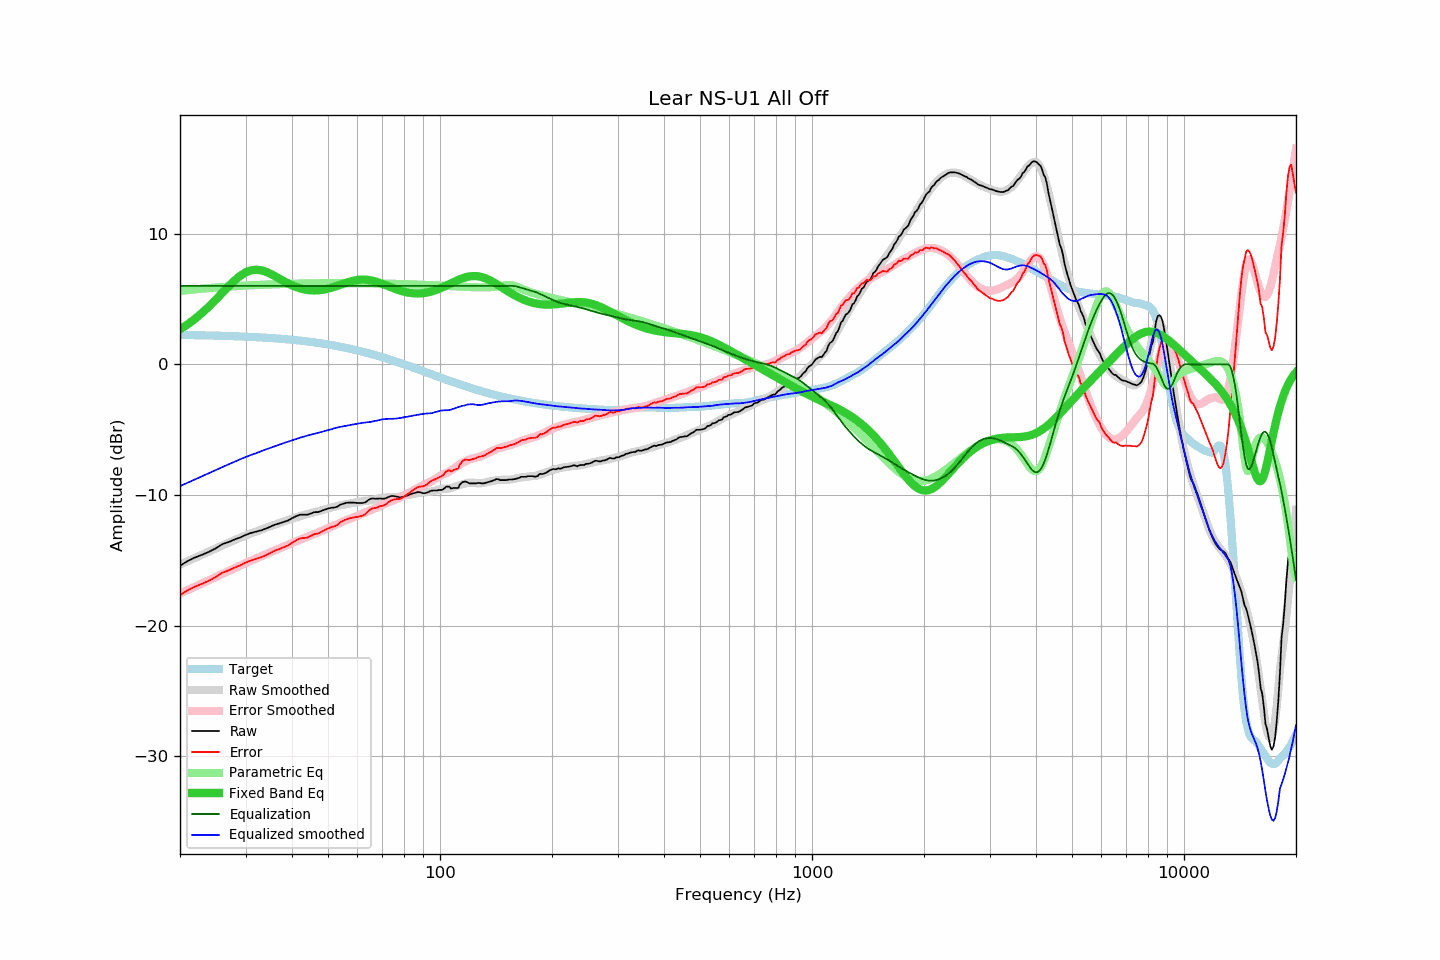 Lear NS-U1 All Off
Amplitude (dBr)
10
0
−10
−20
−30
Target
Raw Smoothed
Error Smoothed
Raw
Error
Parametric Eq
Fixed Band Eq
Equalization
Equalized smoothed
100
1000
10000
Frequency (Hz)